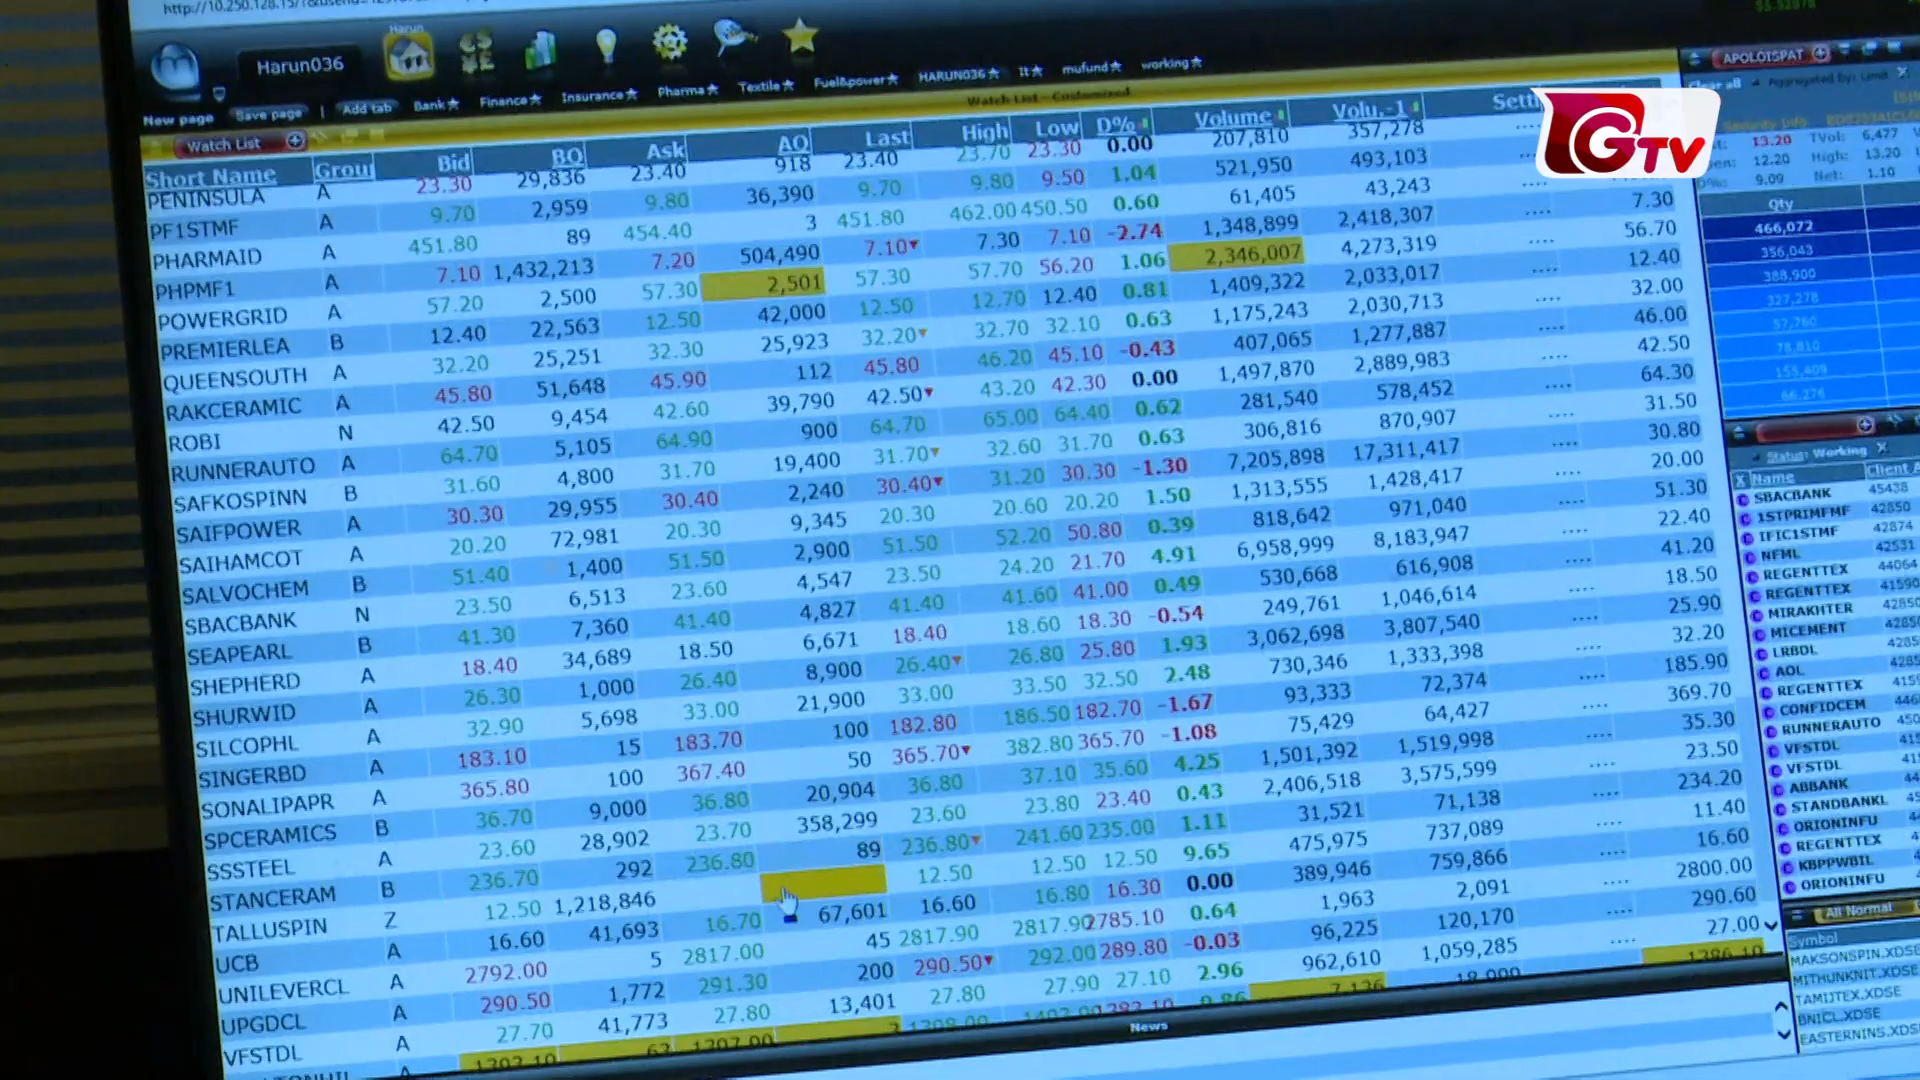 Harun
Harun036
New page Save page | Add tab Bank Finance Insurance Pharma Textile Fuel&power HARUN036 It mufund working
Watch List - Customized
Watch List
Short Name Grou Bid BQ Ask AQ Last High Low D% Volume Volu.-1
PENINSULA A 23.30 29,836 23.40 918 23.40 23.70 23.30 0.00 207,810 357,278 ....
PF1STMF A 9.70 2,959 9.80 36,390 9.70 9.80 9.50 1.04 521,950 493,103
PHARMAID A 451.80 89 454.40 3 451.80 462.00 450.50 0.60 61,405 43,243 ....
PHPMF1 A 7.10 1,432,213 7.20 504,490 7.10 7.30 7.10 -2.74 1,348,899 2,418,307 .... 7.30
POWERGRID A 57.20 2,500 57.30 2,501 57.30 57.70 56.20 1.06 2,346,007 4,273,319 .... 56.70
PREMIERLEA B 12.40 22,563 12.50 42,000 12.50 12.70 12.40 0.81 1,409,322 2,033,017 .... 12.40
QUEENSOUTH A 32.20 25,251 32.30 25,923 32.20 32.70 32.10 0.63 1,175,243 2,030,713 .... 32.00
RAKCERAMIC A 45.80 51,648 45.90 112 45.80 46.20 45.10 -0.43 407,065 1,277,887 .... 46.00
ROBI N 42.50 9,454 42.60 39,790 42.50 43.20 42.30 0.00 1,497,870 2,889,983 .... 42.50
RUNNERAUTO A 64.70 5,105 64.90 900 64.70 65.00 64.40 0.62 281,540 578,452 .... 64.30
SAFKOSPINN B 31.60 4,800 31.70 19,400 31.70 32.60 31.70 0.63 306,816 870,907 .... 31.50
SAIFPOWER A 30.30 29,955 30.40 2,240 30.40 31.20 30.30 -1.30 7,205,898 17,311,417 .... 30.80
SAIHAMCOT A 20.20 72,981 20.30 9,345 20.30 20.60 20.20 1.50 1,313,555 1,428,417 .... 20.00
SALVOCHEM B 51.40 1,400 51.50 2,900 51.50 52.20 50.80 0.39 818,642 971,040 .... 51.30
SBACBANK N 23.50 6,513 23.60 4,547 23.50 24.20 21.70 4.91 6,958,999 8,183,947 .... 22.40
SEAPEARL B 41.30 7,360 41.40 4,827 41.40 41.60 41.00 0.49 530,668 616,908 .... 41.20
SHEPHERD A 18.40 34,689 18.50 6,671 18.40 18.60 18.30 -0.54 249,761 1,046,614 .... 18.50
SHURWID A 26.30 1,000 26.40 8,900 26.40 26.80 25.80 1.93 3,062,698 3,807,540 .... 25.90
SILCOPHL A 32.90 5,698 33.00 21,900 33.00 33.50 32.50 2.48 730,346 1,333,398 .... 32.20
SINGERBD A 183.10 15 183.70 100 182.80 186.50 182.70 -1.67 93,333 72,374 .... 185.90
SONALIPAPR A 365.80 100 367.40 50 365.70 382.80 365.70 -1.08 75,429 64,427 .... 369.70
SPCERAMICS B 36.70 9,000 36.80 20,904 36.80 37.10 35.60 4.25 1,501,392 1,519,998 .... 35.30
SSSTEEL A 23.60 28,902 23.70 358,299 23.60 23.80 23.40 0.43 2,406,518 3,575,599 .... 23.50
STANCERAM B 236.70 292 236.80 89 236.80 241.60 235.00 1.11 31,521 71,138 .... 234.20
TALLUSPIN Z 12.50 1,218,846 12.50 12.50 12.50 9.65 475,975 737,089 .... 11.40
UCB A 16.60 41,693 16.70 67,601 16.60 16.80 16.30 0.00 389,946 759,866 .... 16.60
UNILEVERCL A 2792.00 5 2817.00 45 2817.90 2817.90 2785.10 0.64 1,963 2,091 .... 2800.00
UPGDCL A 290.50 1,772 291.30 200 290.50 292.00 289.80 -0.03 96,225 120,170 .... 290.60
VFSTDL A 27.70 41,773 27.80 13,401 27.80 27.90 27.10 2.96 962,610 1,059,285 .... 27.00
News
GTV
APOLOISPAT
Clear all
13.20 TVol: 6,477
12.20 High: 13.20
9.09 Net: 1.10
Qty
466,072
356,043
388,900
327,278
57,760
78,810
155,409
Status: Working
X Name
SBACBANK 45438
1STPRIMFMF 42850
IFIC1STMF 42874
NFML 42531
REGENTTEX 44064
REGENTTEX 41590
MIRAKHTER
MICEMENT
LRBDL
AOL
REGENTTEX
CONFIDCEM
RUNNERAUTO
VFSTDL
VFSTDL
ABBANK
STANDBANKL
ORIONINFU
REGENTTEX
KBPPWBIL
ORIONINFU
All Normal
Symbol
MAKSONSPIN.XDSE
MITHUNKNIT.XDSE
TAMIJTEX.XDSE
BNICL.XDSE
EASTERNINS.XDSE